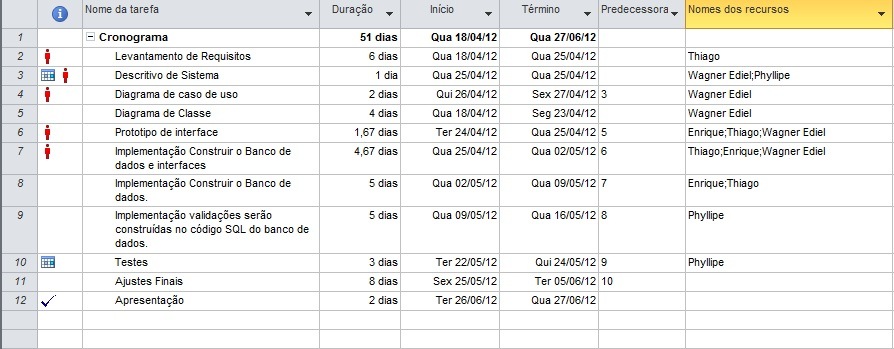 Nome da tarefa Duração Início Término Predecessora Nomes dos recursos
1 Cronograma 51 dias Qua 18/04/12 Qua 27/06/12
2 Levantamento de Requisitos 6 dias Qua 18/04/12 Qua 25/04/12 Thiago
3 Descritivo de Sistema 1 dia Qua 25/04/12 Qua 25/04/12 Wagner Ediel;Phyllipe
4 Diagrama de caso de uso 2 dias Qui 26/04/12 Sex 27/04/12 3 Wagner Ediel
5 Diagrama de Classe 4 dias Qua 18/04/12 Seg 23/04/12 Wagner Ediel
6 Prototipo de interface 1,67 dias Ter 24/04/12 Qua 25/04/12 5 Enrique;Thiago;Wagner Ediel
7 Implementação Construir o Banco de 4,67 dias Qua 25/04/12 Qua 02/05/12 6 Thiago;Enrique;Wagner Ediel
dados e interfaces
8 Implementação Construir o Banco de 5 dias Qua 02/05/12 Qua 09/05/12 7 Enrique;Thiago
dados.
9 Implementação validações serão 5 dias Qua 09/05/12 Qua 16/05/12 8 Phyllipe
construídas no código SQL do banco de
dados.
10 Testes 3 dias Ter 22/05/12 Qui 24/05/12 9 Phyllipe
11 Ajustes Finais 8 dias Sex 25/05/12 Ter 05/06/12 10
12 Apresentação 2 dias Ter 26/06/12 Qua 27/06/12